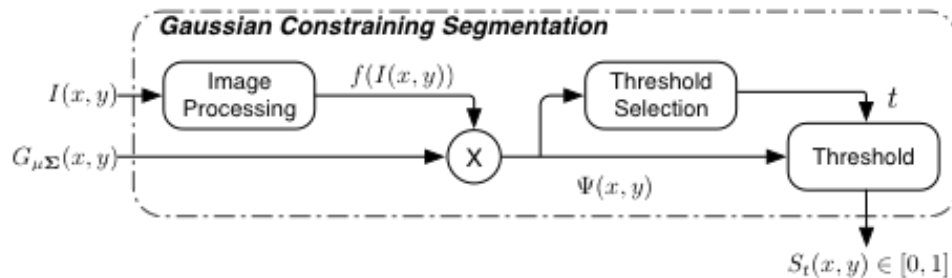 Gaussian Constraining Segmentation
I(x, y)
Image
Processing
f(I(x, y))
Threshold
Selection
t
G_{μΣ}(x, y)
X
Ψ(x, y)
Threshold
S_t(x, y) ∈ [0, 1]